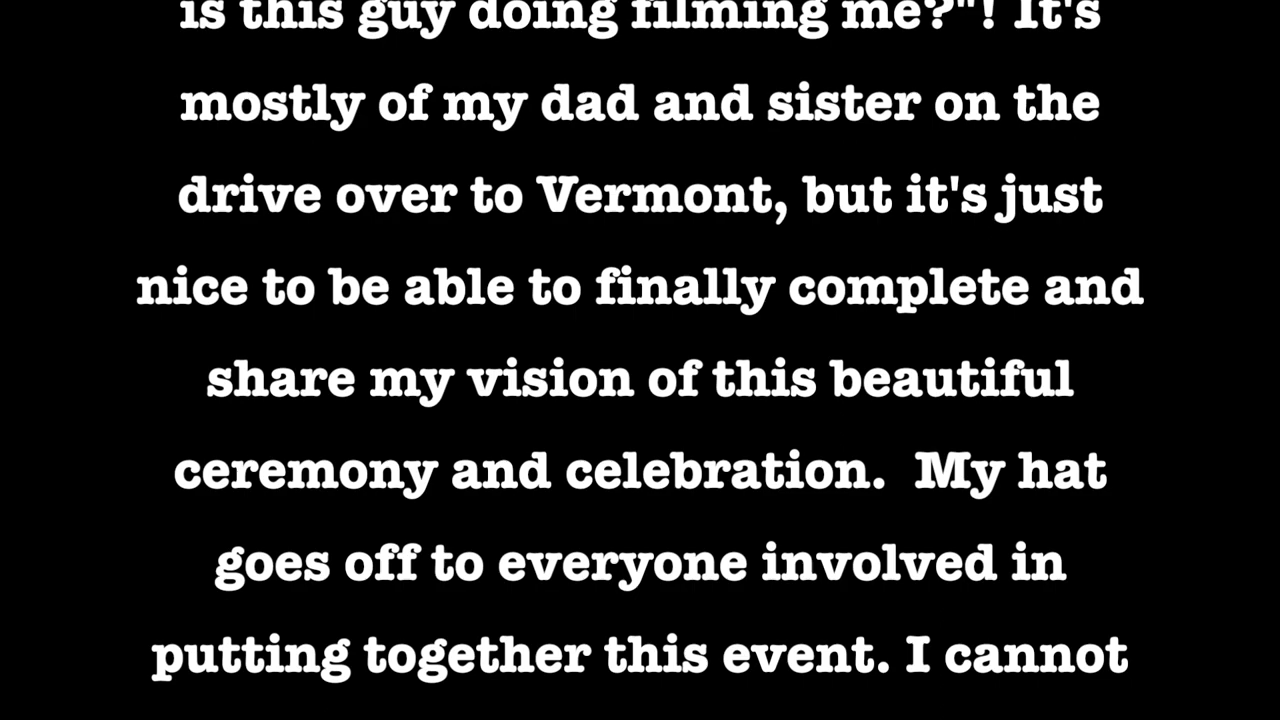 is this guy doing filming me?"! It's
mostly of my dad and sister on the
drive over to Vermont, but it's just
nice to be able to finally complete and
share my vision of this beautiful
ceremony and celebration.  My hat
goes off to everyone involved in
putting together this event. I cannot